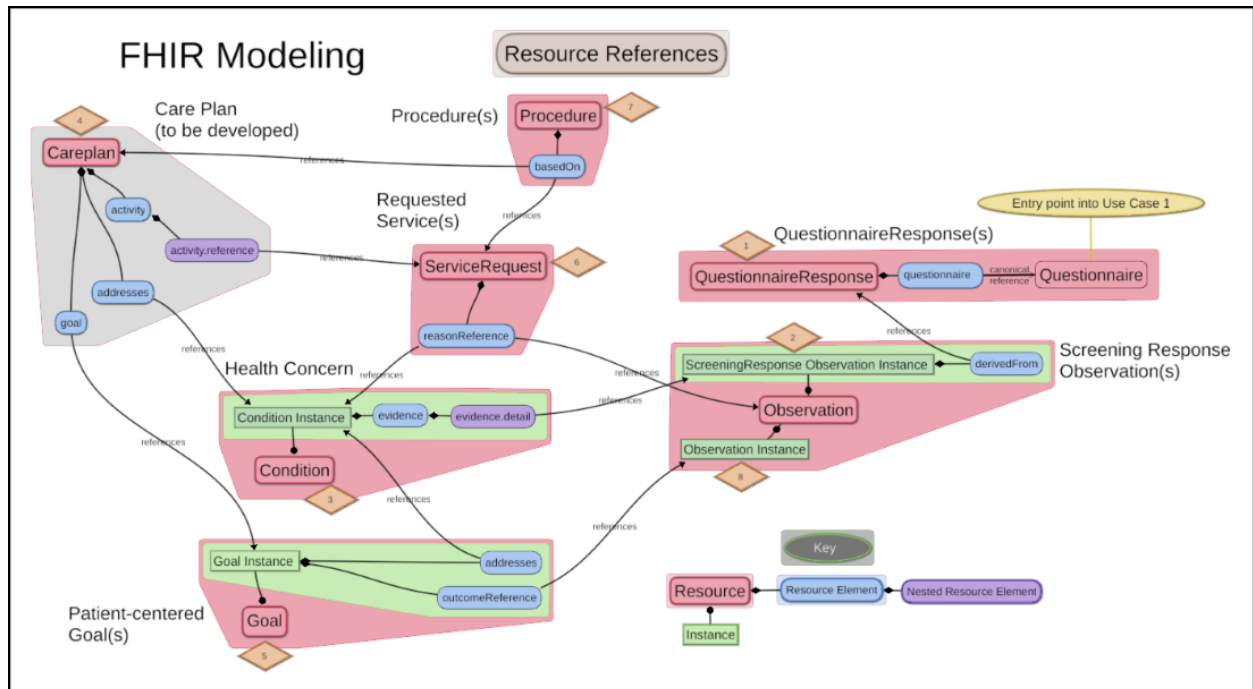 FHIR Modeling
Resource References
4
Care Plan
(to be developed)
Procedure(s)
Procedure
7
Careplan
references
basedOn
activity
Requested
Service(s)
references
Entry point into Use Case 1
activity.reference
references
ServiceRequest
6
1
QuestionnaireResponse(s)
QuestionnaireResponse
questionnaire
canonical
reference
Questionnaire
addresses
goal
reasonReference
references
references
Health Concern
references
references
2
ScreeningResponse Observation Instance
derivedFrom
Screening Response
Observation(s)
Condition Instance
evidence
evidence.detail
references
Observation
references
Observation Instance
Condition
3
references
8
references
Key
Goal Instance
addresses
outcomeReference
Resource
Resource Element
Nested Resource Element
Instance
Patient-centered
Goal(s)
Goal
5